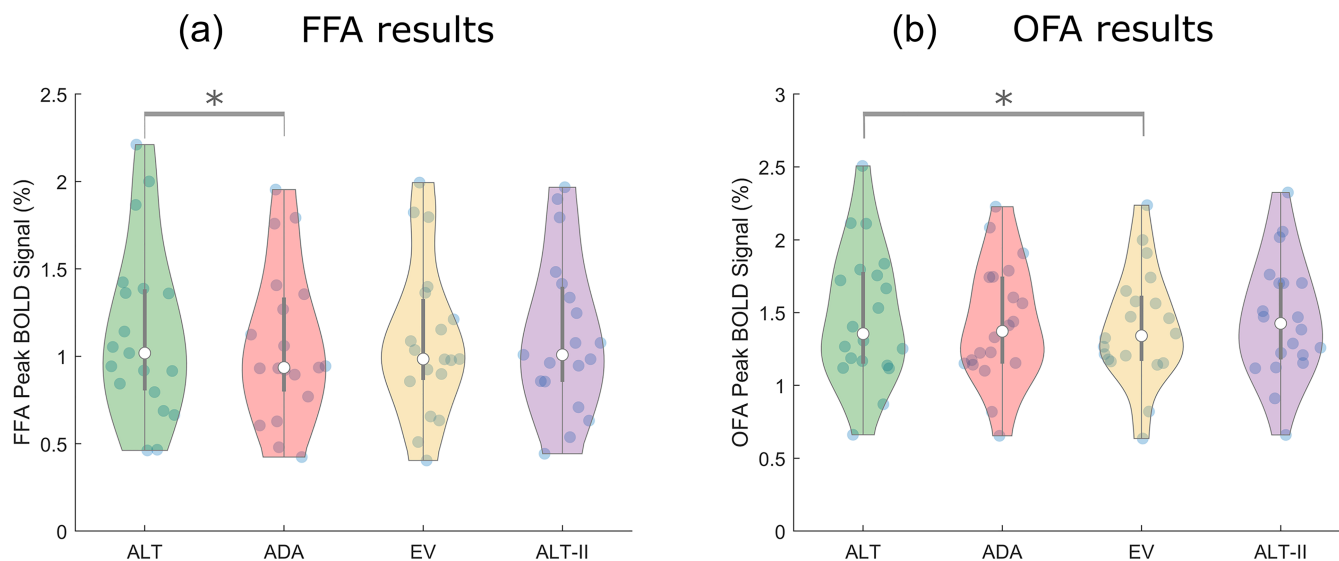 (a) FFA results
*
FFA Peak BOLD Signal (%)
2.5
2
1.5
1
0.5
0
ALT ADA EV ALT-II
(b) OFA results
*
OFA Peak BOLD Signal (%)
3
2.5
2
1.5
1
0.5
0
ALT ADA EV ALT-II